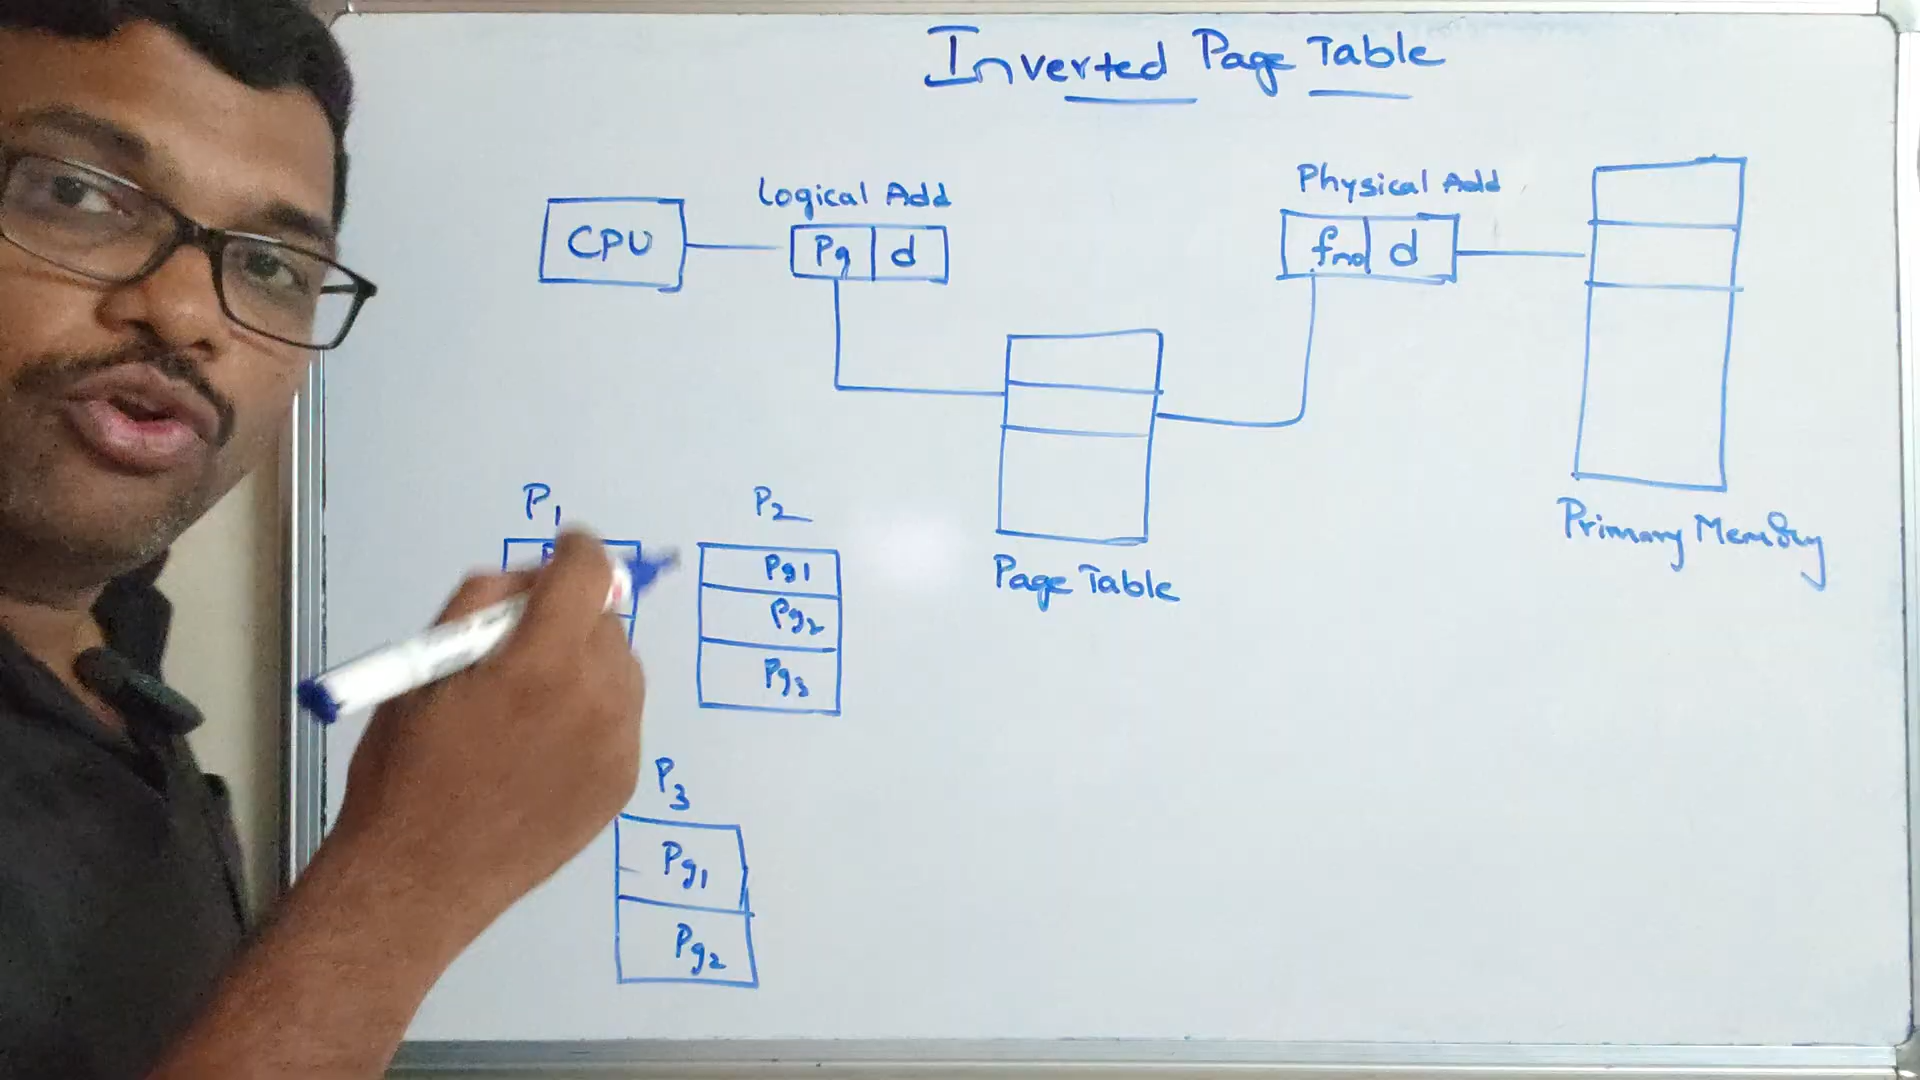 Inverted Page Table
Logical Add
Physical Add
CPU
Pg d
fno d
P1
P2
Page Table
Primary Memory
Pg1
Pg2
Pg3
P3
Pg1
Pg2